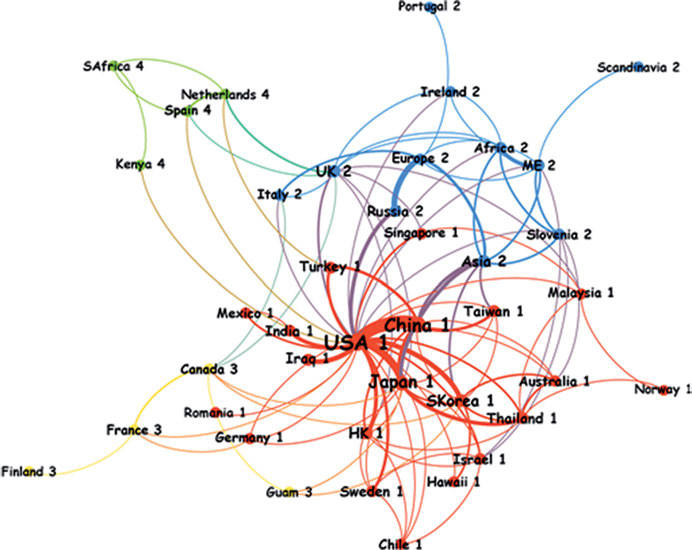 Portugal 2
SAfrica 4
Scandinavia 2
Netherlands 4
Ireland 2
Spain 4
Africa 2
Europe 2
Kenya 4
UK 2
ME 2
Italy 2
Russia 2
Singapore 1
Slovenia 2
Asia 2
Turkey 1
Malaysia 1
Mexico 1
Taiwan 1
India 1
China 1
USA 1
Iraq 1
Canada 3
Japan 1
Australia 1
Norway 1
SKorea 1
Romania 1
Thailand 1
France 3
Germany 1
HK 1
Israel 1
Finland 3
Hawaii 1
Guam 3
Sweden 1
Chile 1